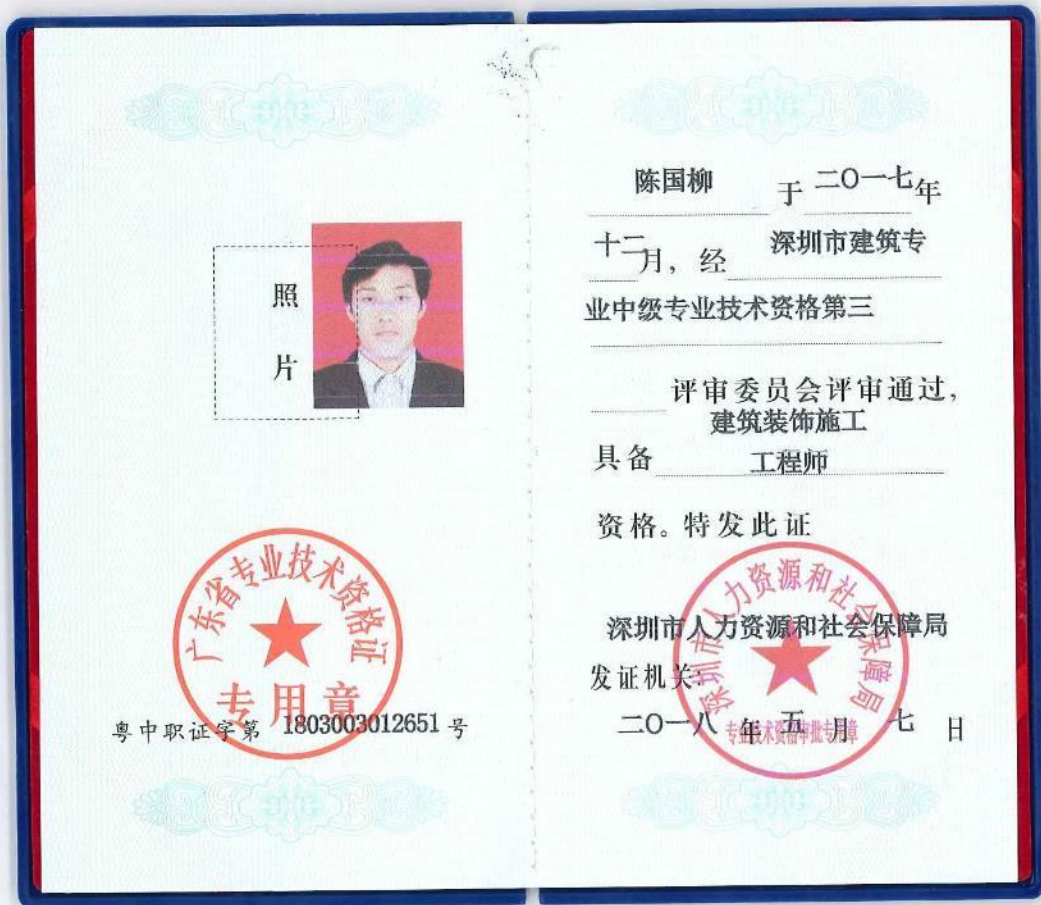 照
片
广东省专业技术资格证
专用章
粤中职证字第 1803003012651 号
陈国柳 于 二〇一七年
十二月，经 深圳市建筑专
业中级专业技术资格第三
评审委员会评审通过，
建筑装饰施工
具备 工程师
资格。特发此证
深圳市人力资源和社会保障局
深圳市人力资源和社会保障局
发证机关：
二〇一八 年 五 月 七 日
专业技术资格审批专用章